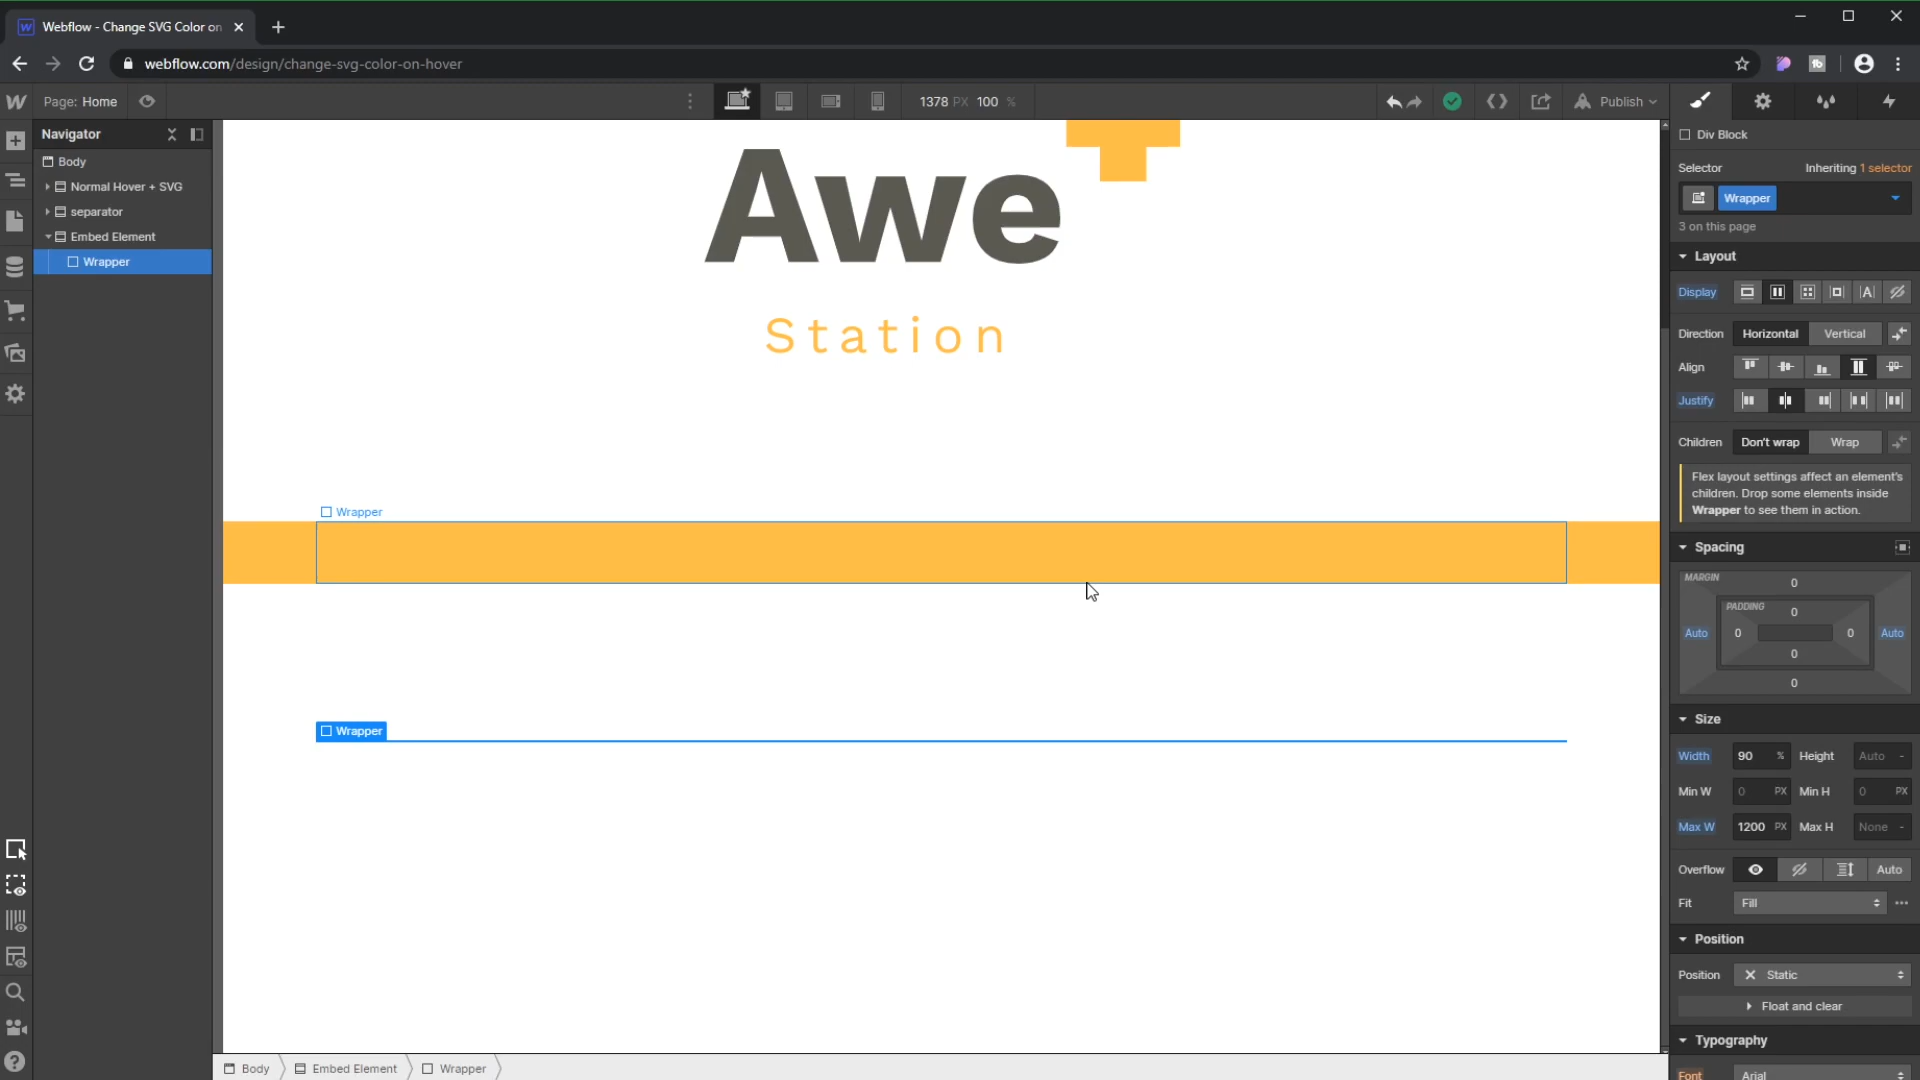 Webflow - Change SVG Color on
webflow.com/design/change-svg-color-on-hover
Page: Home
1378 PX 100 %
Publish
Navigator
Body
Normal Hover + SVG
separator
Embed Element
Wrapper
Awe
Station
Wrapper
Wrapper
Body
Embed Element
Wrapper
Div Block
Selector
Inheriting 1 selector
Wrapper
3 on this page
Layout
Display
Direction Horizontal Vertical
Align
Justify
Children Don't wrap Wrap
Flex layout settings affect an element's
children. Drop some elements inside
Wrapper to see them in action.
Spacing
MARGIN
0
PADDING
0
Auto 0 0 Auto
0
0
Size
Width 90 % Height Auto -
Min W 0 PX Min H 0 PX
Max W 1200 PX Max H None -
Overflow Auto
Fit Fill
Position
Position Static
Float and clear
Typography
Font Arial